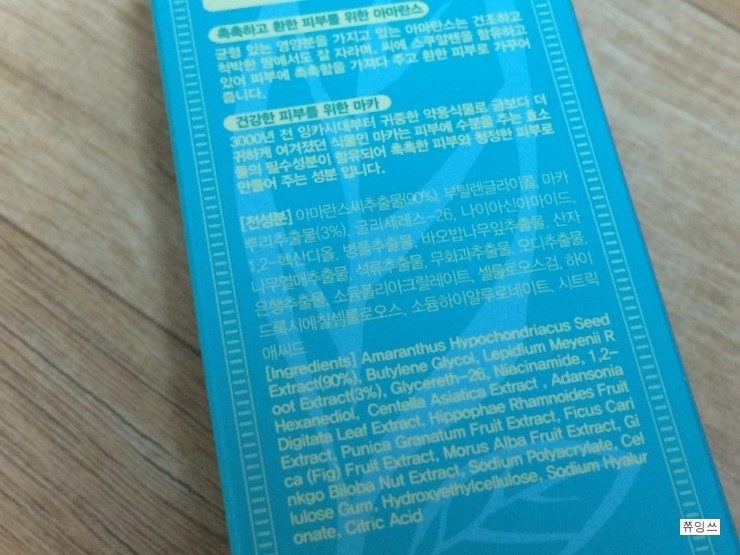 촉촉하고 환한 피부를 위한 아마란스
균형 있는 영양분을 가지고 있는 아마란스는 건조하고
척박한 땅에서도 잘 자라며, 씨에 스쿠알렌을 함유하고
있어 피부에 촉촉함을 가져다 주고 환한 피부로 가꾸어
줍니다.
건강한 피부를 위한 마카
3000년 전 잉카시대부터 귀중한 약용식물로 금보다 더
귀하게 여겨졌던 식물인 마카는 피부에 수분을 주는 효소
들의 필수성분이 함유되어 촉촉한 피부와 청정한 피부로
만들어 주는 성분 입니다.
[전성분] 아마란스씨추출물(90%), 부틸렌글라이콜, 마카
뿌리추출물(3%), 글리세레스-26, 나이아신아마이드,
1,2-헥산디올, 병풀추출물, 바오밥나무잎추출물, 산자
나무열매추출물, 석류추출물, 무화과추출물, 오디추출물,
은행추출물, 소듐폴리아크릴레이트, 셀룰로오스검, 하이
드록시에칠셀룰로오스, 소듐하이알루로네이트, 시트릭
애씨드
[Ingredients] Amaranthus Hypochondriacus Seed
Extract(90%), Butylene Glycol, Lepidium Meyenii R
oot Extract(3%), Glycereth-26, Niacinamide, 1,2-
Hexanediol, Centella Asiatica Extract , Adansonia
Digitata Leaf Extract, Hippophae Rhamnoides Fruit
Extract, Punica Granatum Fruit Extract, Ficus Cari
ca (Fig) Fruit Extract, Morus Alba Fruit Extract, Gi
nkgo Biloba Nut Extract, Sodium Polyacrylate, Cel
lulose Gum, Hydroxyethylcellulose, Sodium Hyalur
onate, Citric Acid
쮸잉쓰